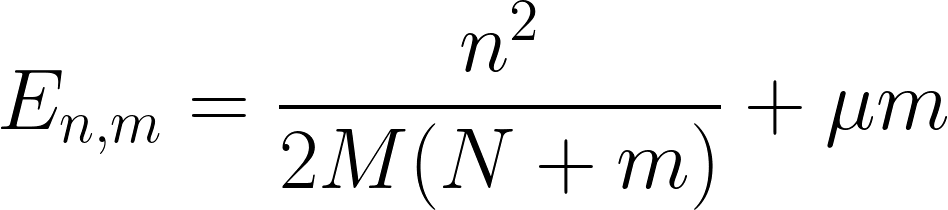 E_{n,m} = \frac{n^2}{2M(N + m)} + \mu m